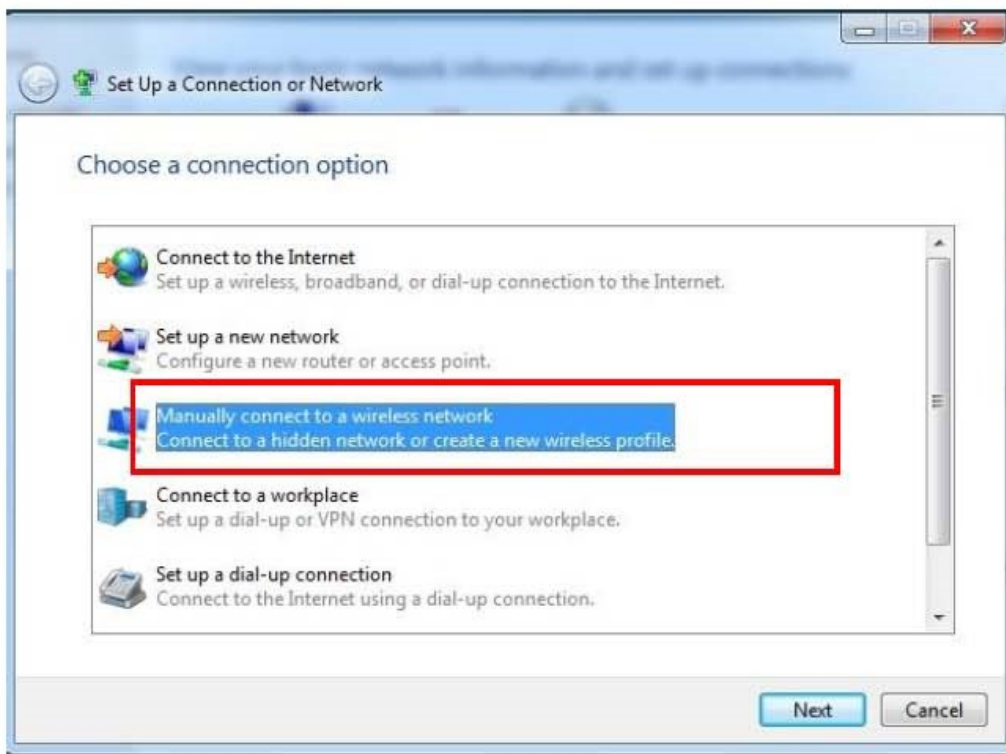 Set Up a Connection or Network
Choose a connection option
Connect to the Internet
Set up a wireless, broadband, or dial-up connection to the Internet.
Set up a new network
Configure a new router or access point.
Manually connect to a wireless network
Connect to a hidden network or create a new wireless profile.
Connect to a workplace
Set up a dial-up or VPN connection to your workplace.
Set up a dial-up connection
Connect to the Internet using a dial-up connection.
Next
Cancel